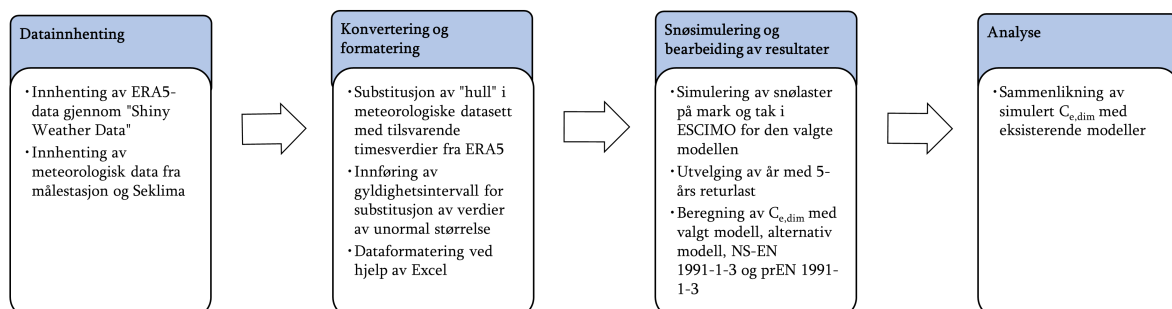 Datainnhenting
·Innhenting av ERA5-
data gjennom "Shiny
Weather Data"
·Innhenting av
meteorologisk data fra
målestasjon og Seklima
Konvertering og
formatering
·Substitusjon av "hull" i
meteorologiske datasett
med tilsvarende
timesverdier fra ERA5
·Innføring av
gyldighetsintervall for
substitusjon av verdier
av unormal størrelse
·Dataformatering ved
hjelp av Excel
Snøsimulering og
bearbeiding av resultater
·Simulering av snølaster
på mark og tak i
ESCIMO for den valgte
modellen
·Utvelging av år med 5-
års returlast
·Beregning av Ce,dim med
valgt modell, alternativ
modell, NS-EN
1991-1-3 og prEN 1991-
1-3
Analyse
·Sammenlikning av
simulert Ce,dim med
eksisterende modeller